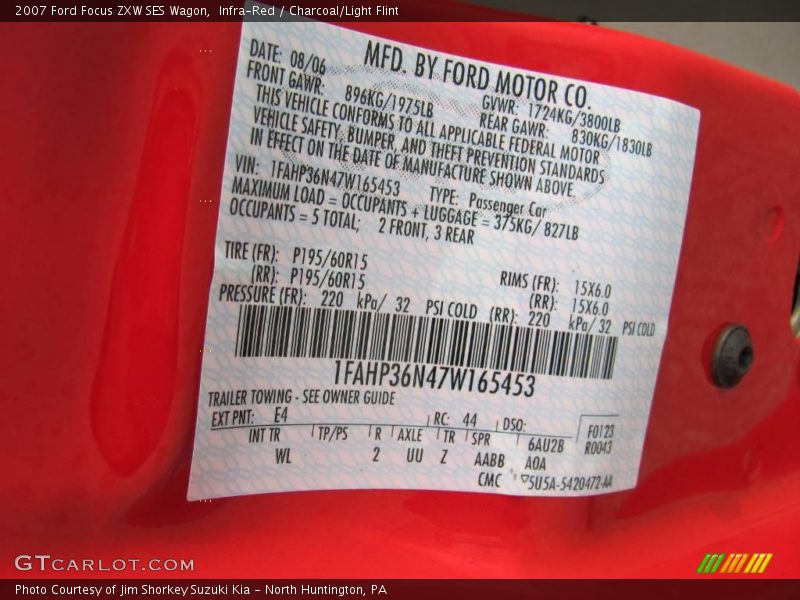 2007 Ford Focus ZXW SES Wagon,  Infra-Red / Charcoal/Light Flint
MFD. BY FORD MOTOR CO.
DATE: 08/06 GVWR: 1724KG/3800LB
FRONT GAWR: 896KG/1975LB REAR GAWR: 830KG/1830LB
THIS VEHICLE CONFORMS TO ALL APPLICABLE FEDERAL MOTOR
VEHICLE SAFETY, BUMPER, AND THEFT PREVENTION STANDARDS
IN EFFECT ON THE DATE OF MANUFACTURE SHOWN ABOVE.
VIN: 1FAHP36N47W165453 TYPE: Passenger Car
MAXIMUM LOAD = OCCUPANTS + LUGGAGE = 375KG/ 827LB
OCCUPANTS = 5 TOTAL; 2 FRONT, 3 REAR
TIRE (FR): P195/60R15 RIMS (FR): 15X6.0
(RR): P195/60R15 (RR): 15X6.0
PRESSURE (FR): 220 kPa/ 32 PSI COLD (RR): 220 kPa/ 32 PSI COLD
1FAHP36N47W165453
TRAILER TOWING - SEE OWNER GUIDE
EXT PNT: E4 RC: 44 DSO: F0123
INT TR TP/PS R AXLE TR SPR 6AU2B R0043
WL 2 UU Z AABB A0A
CMC ▽5U5A-5420472-AA
GTCARLOT.COM
Photo Courtesy of Jim Shorkey Suzuki Kia – North Huntington, PA